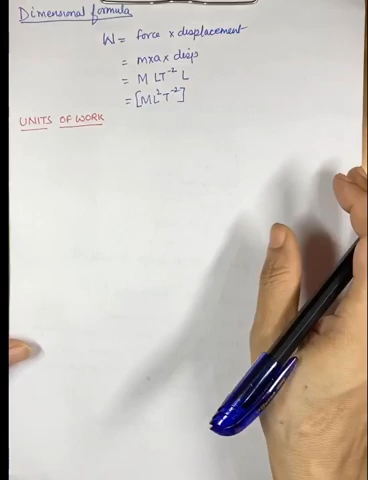 Dimensional formula
W = force × displacement
= m×a × disp
= M LT⁻² L
= [ML²T⁻²]
UNITS OF WORK